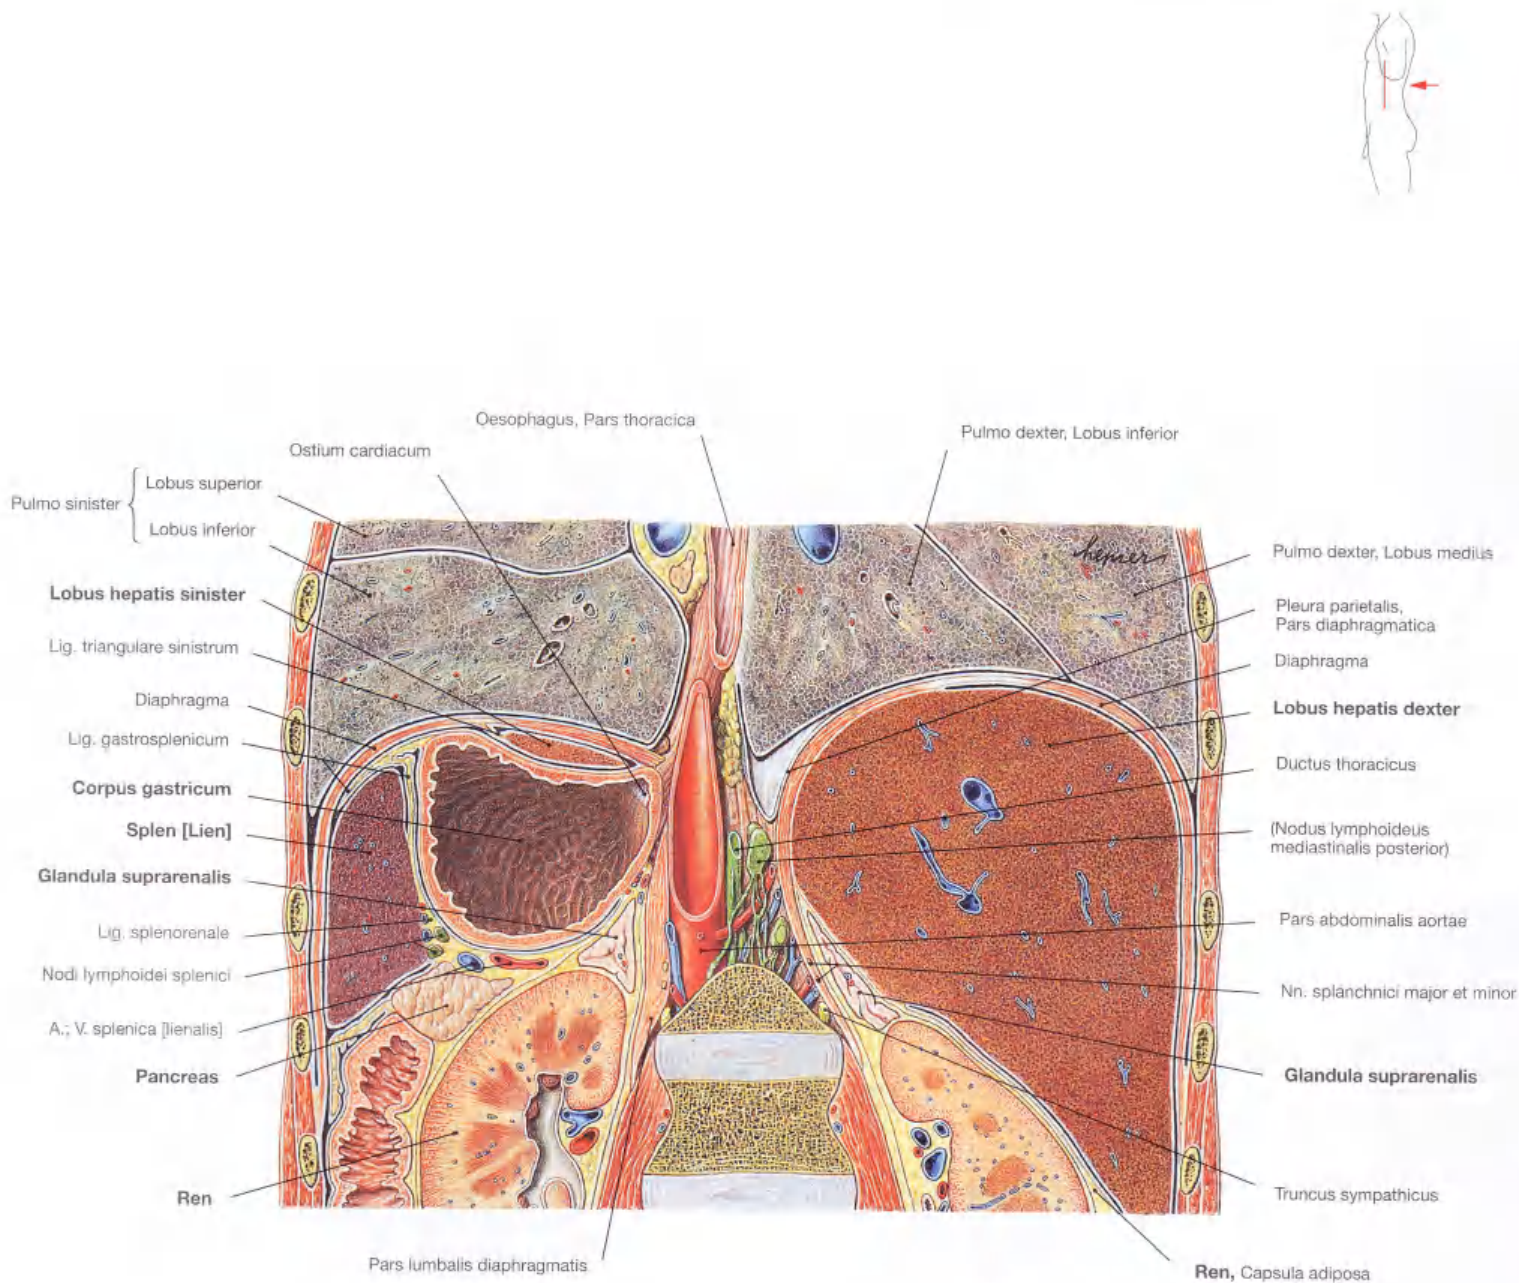 Oesophagus, Pars thoracica
Ostium cardiacum
Pulmo sinister
Lobus superior
Lobus inferior
Lobus hepatis sinister
Lig. triangulare sinistrum
Diaphragma
Lig. gastrosplenicum
Corpus gastricum
Splen [Lien]
Glandula suprarenalis
Lig. splenorenale
Nodi lymphoidei splenici
A.; V. splenica [lienalis]
Pancreas
Ren
Pars lumbalis diaphragmatis
Pulmo dexter, Lobus inferior
Pulmo dexter, Lobus medius
Pleura parietalis,
Pars diaphragmatica
Diaphragma
Lobus hepatis dexter
Ductus thoracicus
(Nodus lymphoideus
mediastinalis posterior)
Pars abdominalis aortae
Nn. splanchnici major et minor
Glandula suprarenalis
Truncus sympathicus
Ren, Capsula adiposa